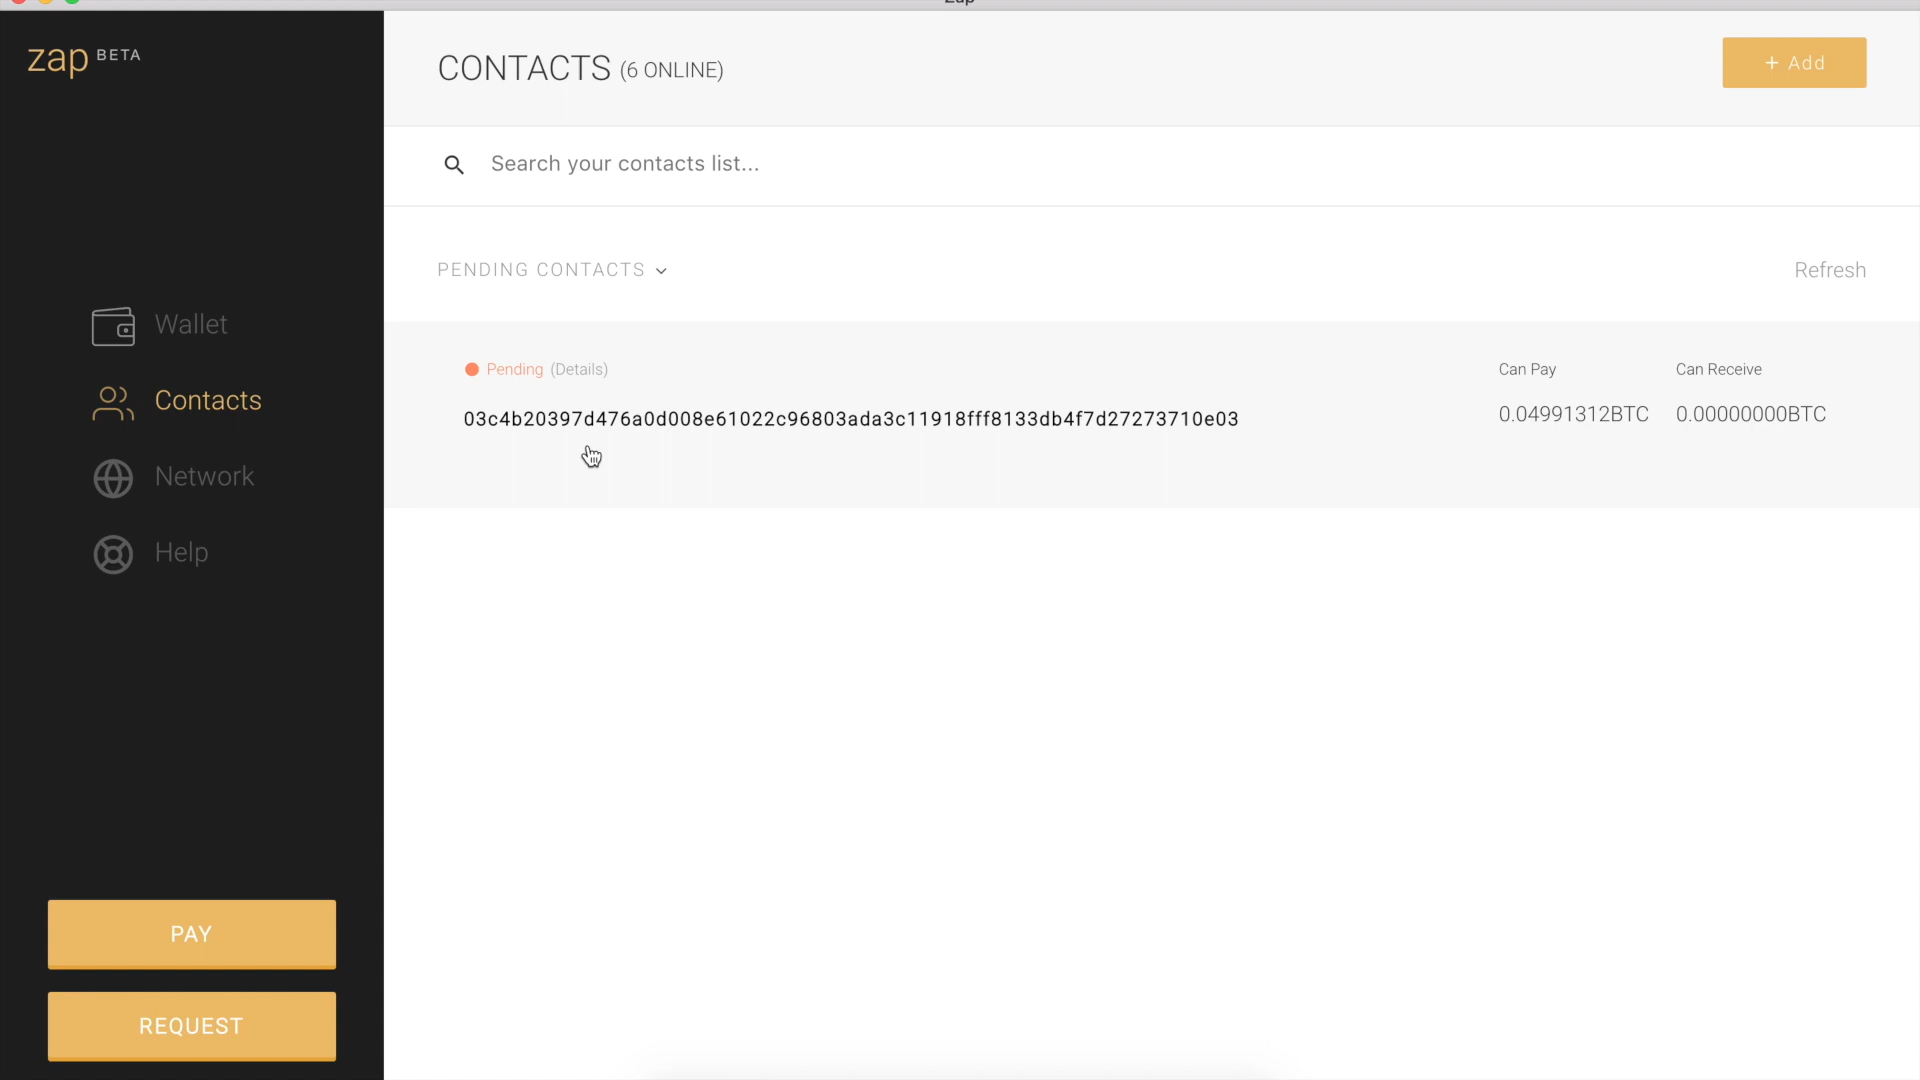 Zap
zap BETA
CONTACTS (6 ONLINE)
+ Add
Search your contacts list...
PENDING CONTACTS
Refresh
Wallet
Contacts
Network
Help
Pending (Details)
Can Pay
Can Receive
03c4b20397d476a0d008e61022c96803ada3c11918fff8133db4f7d27273710e03
0.04991312BTC
0.00000000BTC
PAY
REQUEST